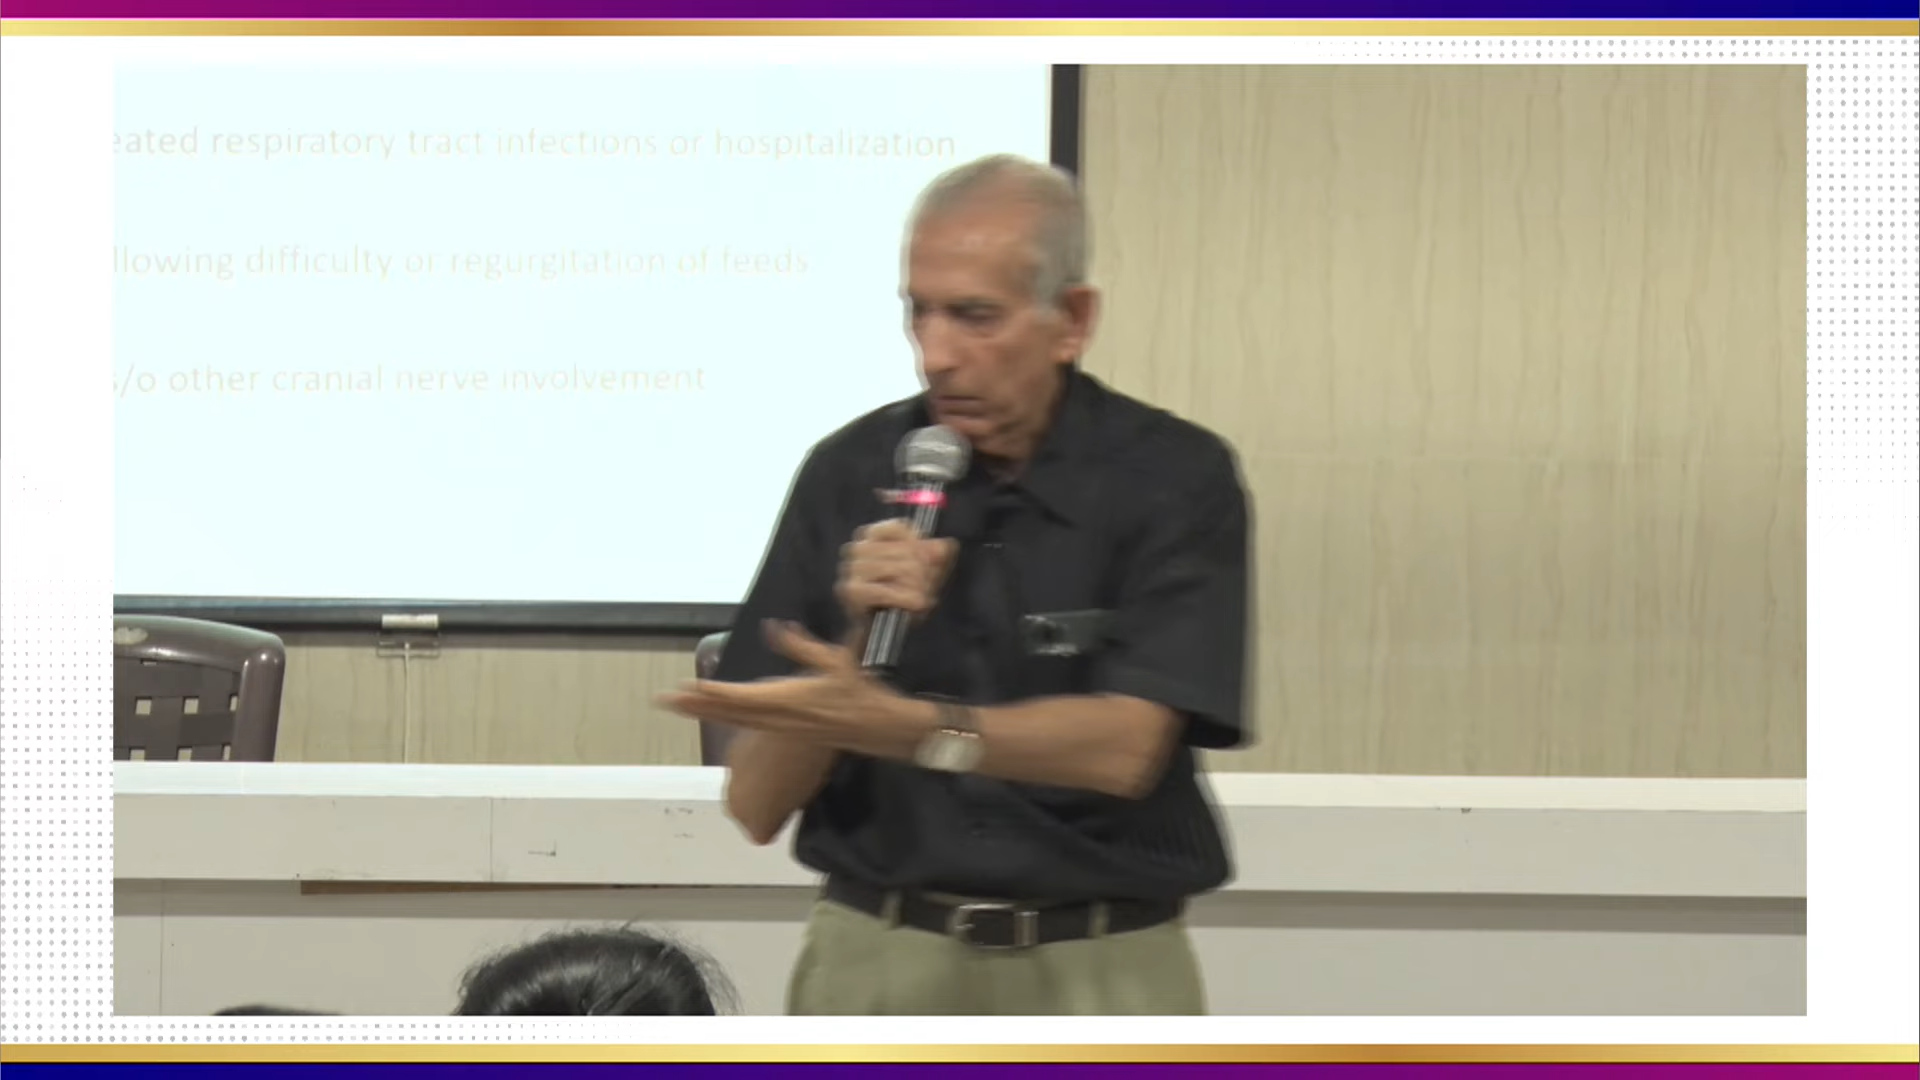 eated respiratory tract infections or hospitalization
llowing difficulty or regurgitation of feeds
s/o other cranial nerve involvement